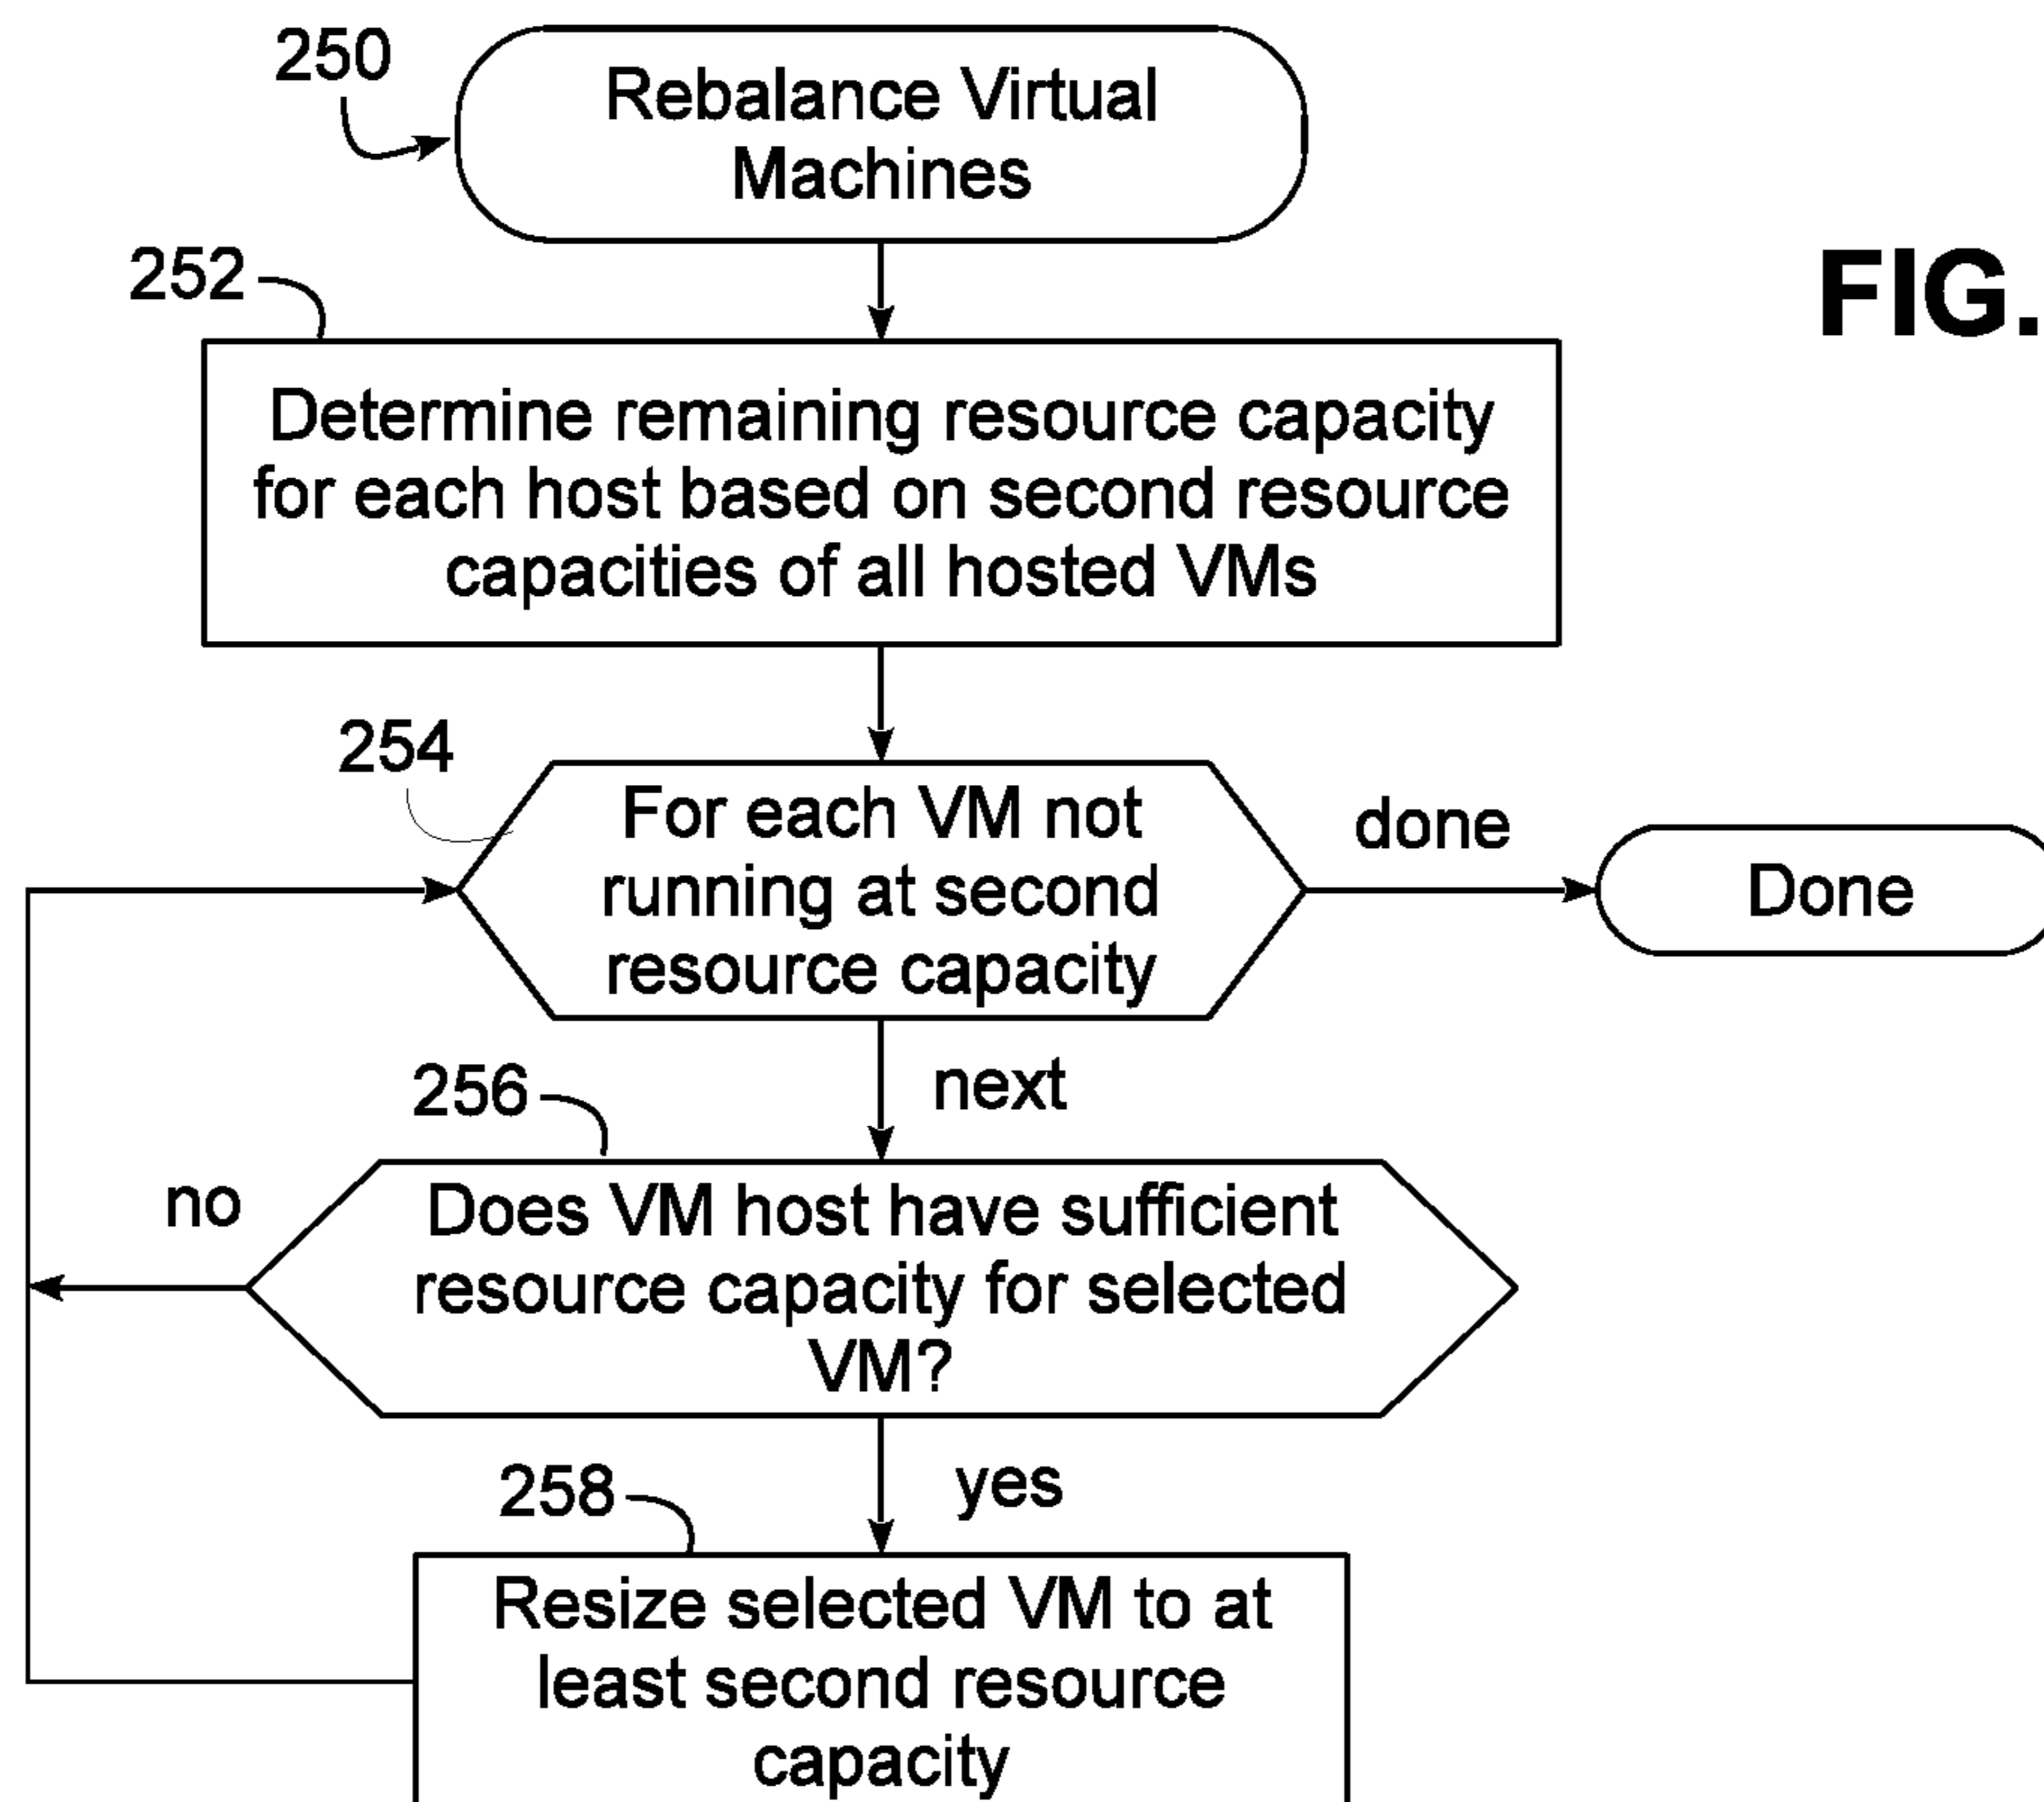 250
Rebalance Virtual
Machines
252
FIG.
Determine remaining resource capacity
for each host based on second resource
capacities of all hosted VMs
254
For each VM not
running at second
resource capacity
done
Done
next
256
no
Does VM host have sufficient
resource capacity for selected
VM?
yes
258
Resize selected VM to at
least second resource
capacity